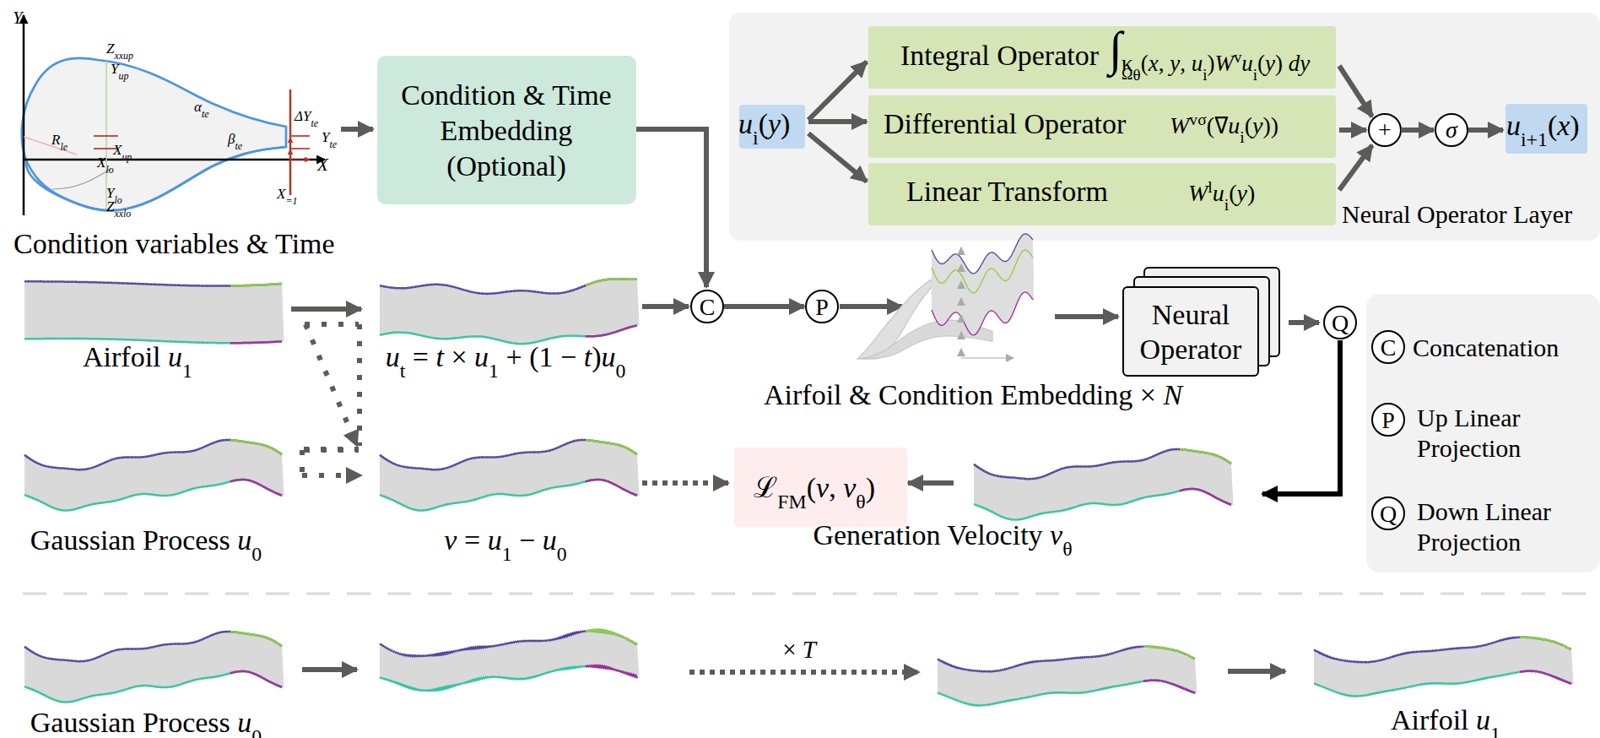 Y
Z_xxup
Y_up
α_te
ΔY_te
R_le
β_te
Y_te
X_up
X_lo
X
Y_lo
Z_xxlo
X_=1
Condition variables & Time
Condition & Time
Embedding
(Optional)
u_i(y)
Integral Operator ∫_Ωθ κ(x, y, u_i)W^v u_i(y) dy
Differential Operator W^vσ(∇u_i(y))
Linear Transform W^l u_i(y)
+
σ
u_i+1(x)
Neural Operator Layer
Airfoil u_1
u_t = t × u_1 + (1 − t)u_0
C
P
Airfoil & Condition Embedding × N
Neural
Operator
Q
C Concatenation
P Up Linear
Projection
Q Down Linear
Projection
Gaussian Process u_0
v = u_1 − u_0
ℒ_FM(v, v_θ)
Generation Velocity v_θ
Gaussian Process u_0
× T
Airfoil u_1